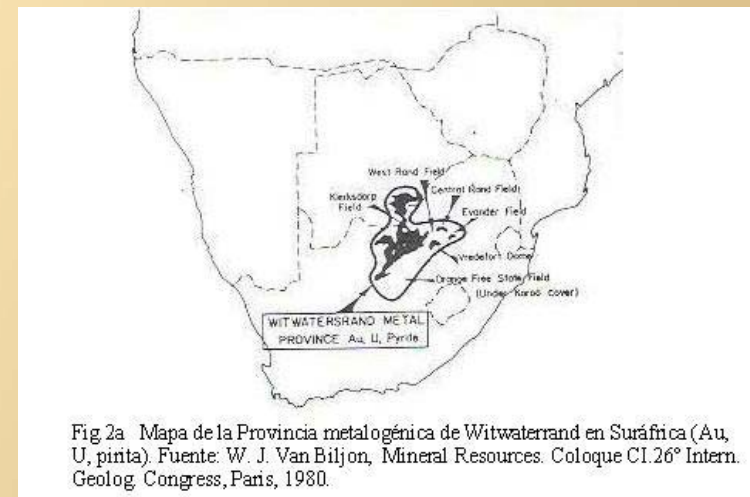 West Rand Field
Central Rand Field
Klerksdorp
Field
Evander Field
Vredefort Dome
Orange Free State Field
(Under Karoo Cover)
WITWATERSRAND METAL
PROVINCE Au, U, Pyrite
Fig.2a Mapa de la Provincia metalogénica de Witwaterrand en Suráfrica (Au,
U, pirita). Fuente: W. J. Van Biljon, Mineral Resources. Coloque CI.26º Intern.
Geolog. Congress, Paris, 1980.